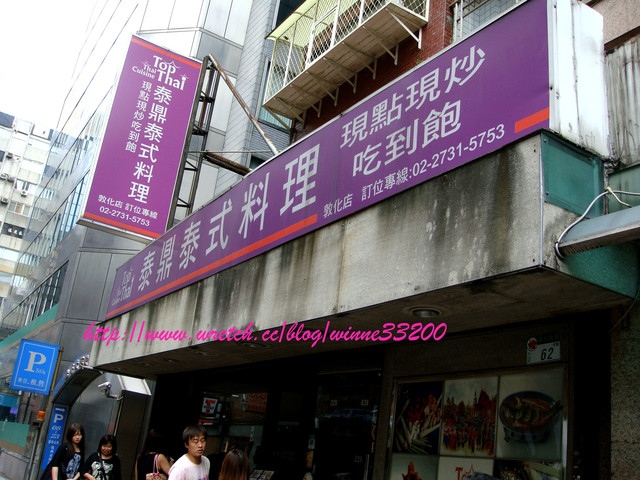 Top
Thai
Thai
Cuisine
泰鼎泰式料理
現點現炒吃到飽
敦化店 訂位專線
02-2731-5753
Top
Thai
泰鼎泰式料理
現點現炒
吃到飽
敦化店 訂位專線:02-2731-5753
http://www.wretch.cc/blog/winne33200
62
P
P